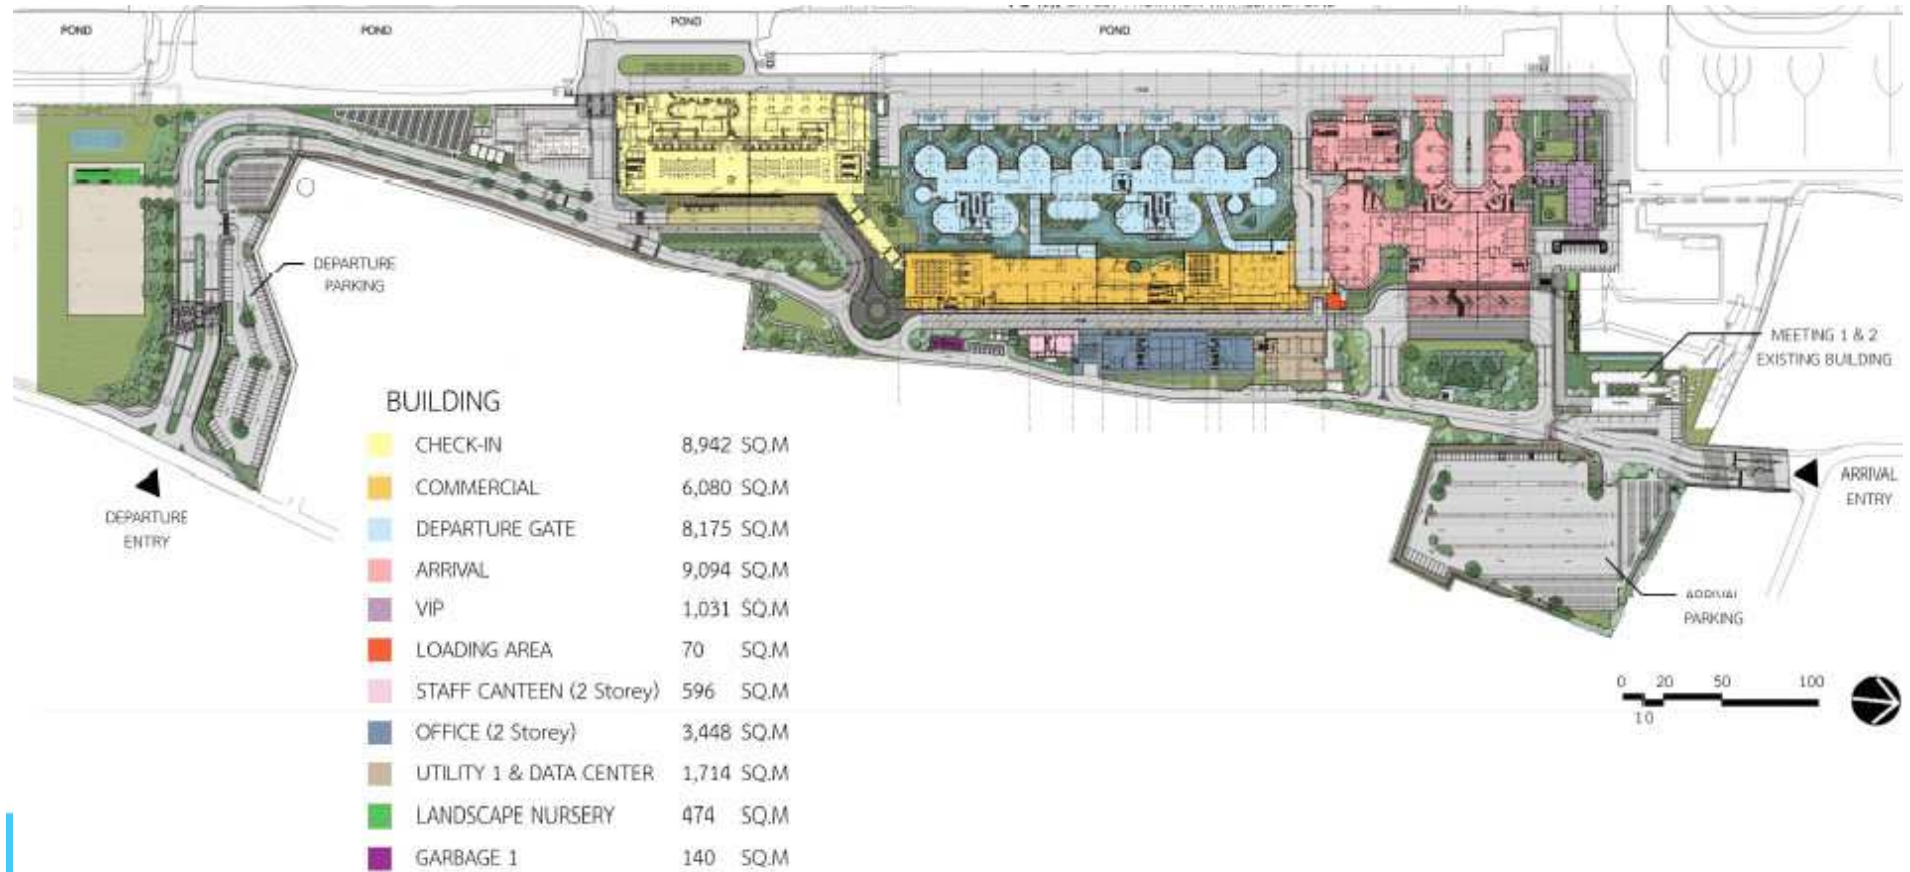 POND
POND
POND
POND
DEPARTURE
PARKING
MEETING 1 & 2
EXISTING BUILDING
DEPARTURE
ENTRY
ARRIVAL
ENTRY
PARKING
BUILDING
CHECK-IN 8,942 SQ.M
COMMERCIAL 6,080 SQ.M
DEPARTURE GATE 8,175 SQ.M
ARRIVAL 9,094 SQ.M
VIP 1,031 SQ.M
LOADING AREA 70 SQ.M
STAFF CANTEEN (2 Storey) 596 SQ.M
OFFICE (2 Storey) 3,448 SQ.M
UTILITY 1 & DATA CENTER 1,714 SQ.M
LANDSCAPE NURSERY 474 SQ.M
GARBAGE 1 140 SQ.M
0 20 50 100
10